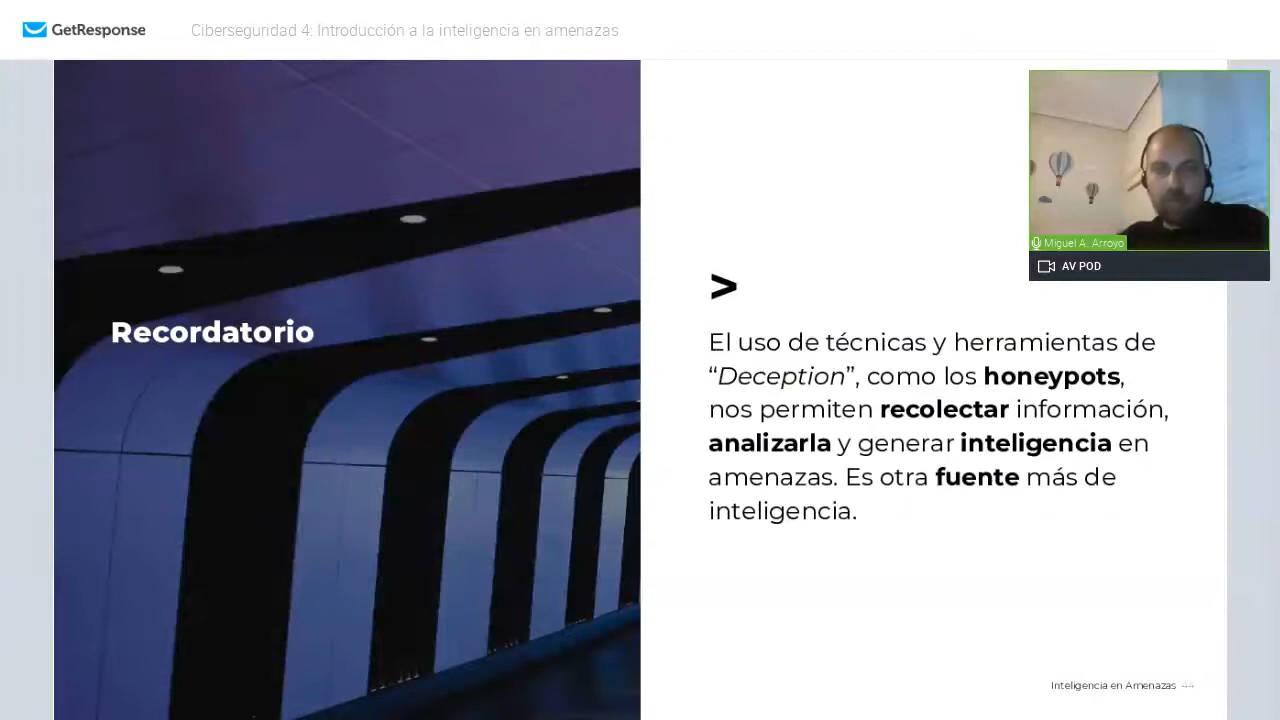 GetResponse
Ciberseguridad 4: Introducción a la inteligencia en amenazas
Miguel A. Arroyo
AV POD
Recordatorio
>
El uso de técnicas y herramientas de
“Deception”, como los honeypots,
nos permiten recolectar información,
analizarla y generar inteligencia en
amenazas. Es otra fuente más de
inteligencia.
Inteligencia en Amenazas 44